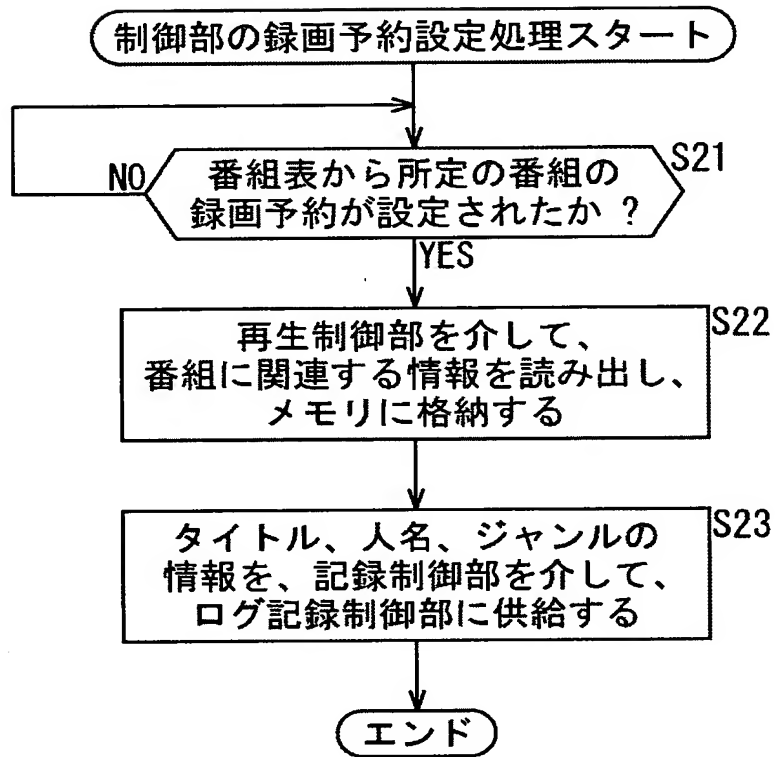 制御部の録画予約設定処理スタート
S21
番組表から所定の番組の
録画予約が設定されたか ?
NO
YES
S22
再生制御部を介して、
番組に関連する情報を読み出し、
メモリに格納する
S23
タイトル、人名、ジャンルの
情報を、記録制御部を介して、
ログ記録制御部に供給する
エンド